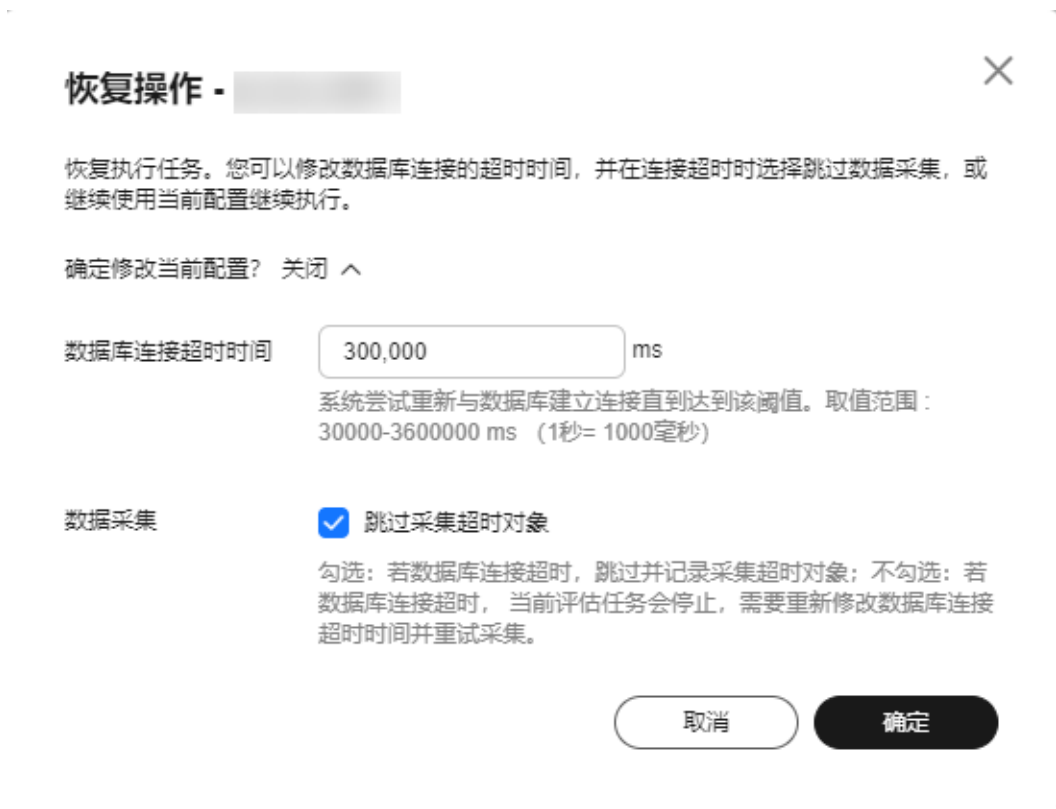 恢复操作 -
恢复执行任务。您可以修改数据库连接的超时时间，并在连接超时时选择跳过数据采集，或
继续使用当前配置继续执行。
确定修改当前配置？ 关闭
数据库连接超时时间 300,000 ms
系统尝试重新与数据库建立连接直到达到该阈值。取值范围：
30000-3600000 ms （1秒= 1000毫秒）
数据采集 跳过采集超时对象
勾选：若数据库连接超时，跳过并记录采集超时对象；不勾选：若
数据库连接超时， 当前评估任务会停止，需要重新修改数据库连接
超时时间并重试采集。
取消 确定